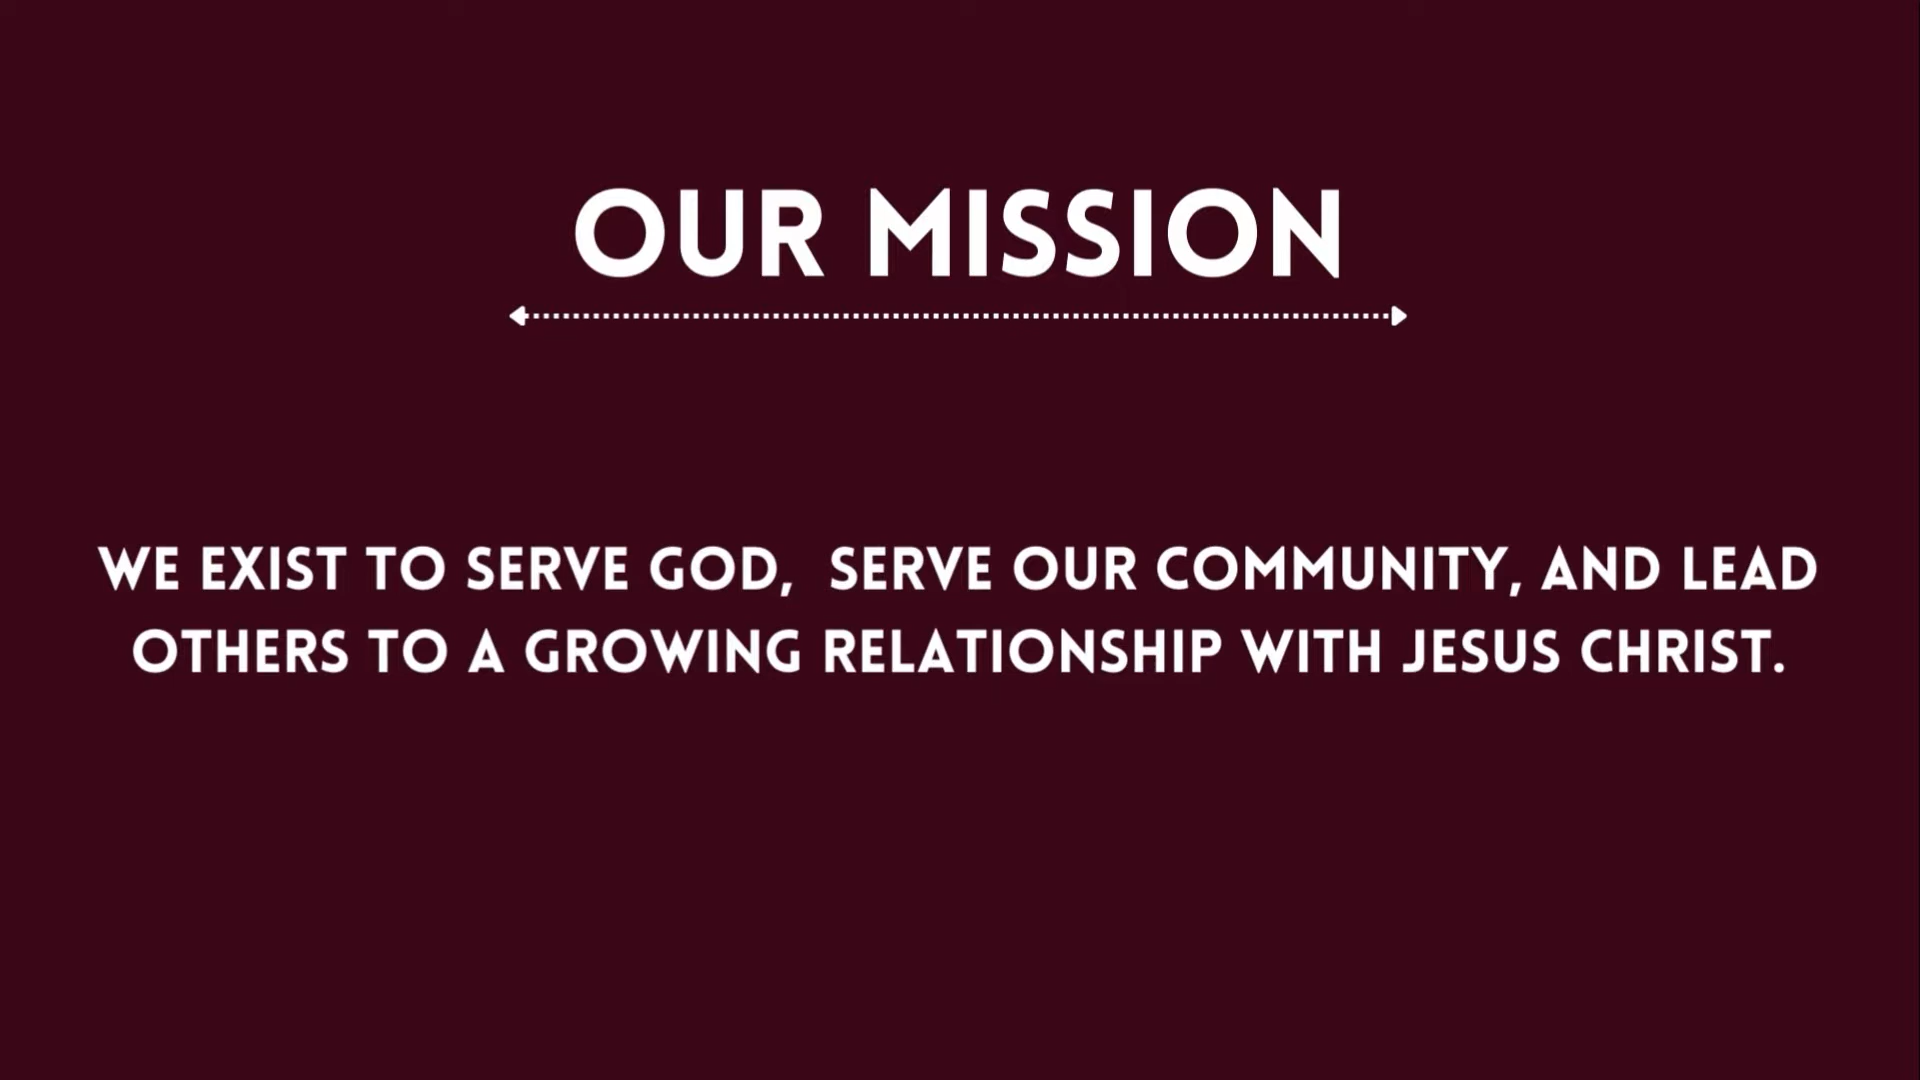 OUR MISSION
WE EXIST TO SERVE GOD,  SERVE OUR COMMUNITY, AND LEAD
OTHERS TO A GROWING RELATIONSHIP WITH JESUS CHRIST.